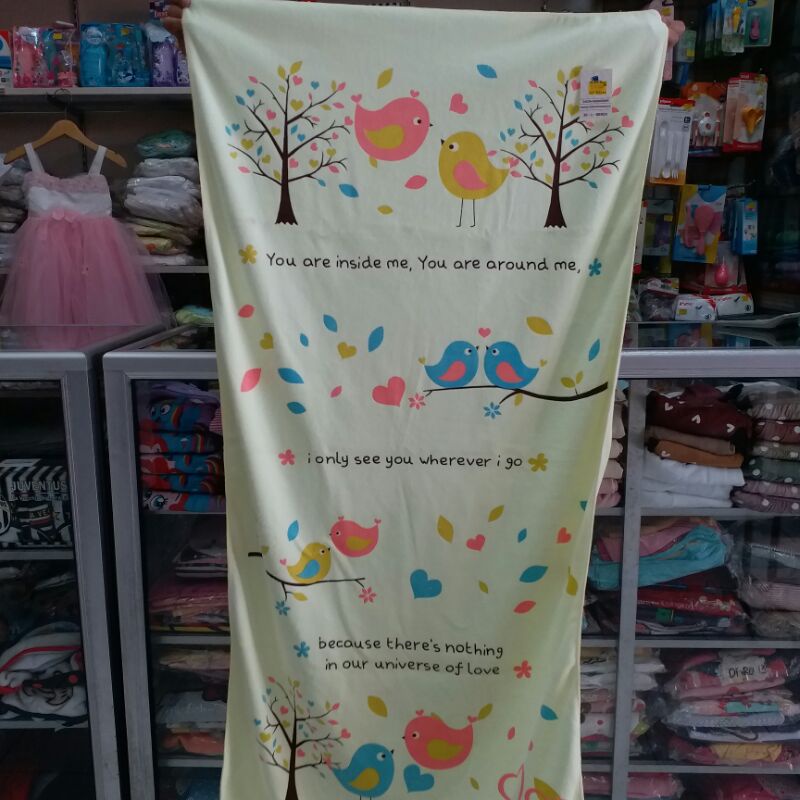 You are inside me, You are around me,
i only see you wherever i go
because there's nothing
in our universe of love
JUVENTUS